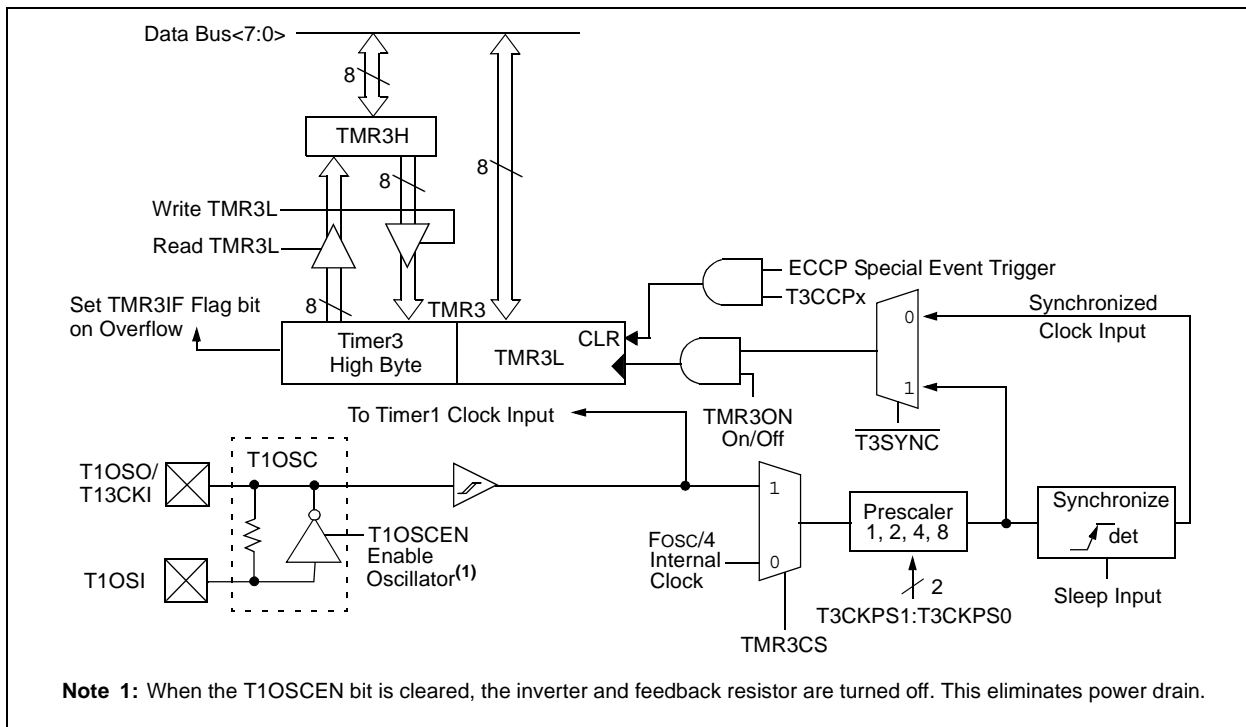 Data Bus<7:0>
8
TMR3H
8
8
Write TMR3L
Read TMR3L
8
Set TMR3IF Flag bit
on Overflow
TMR3
Timer3
High Byte
TMR3L
CLR
ECCP Special Event Trigger
T3CCPx
Synchronized
Clock Input
0
1
TMR3ON
On/Off
T3SYNC
To Timer1 Clock Input
T1OSC
T1OSO/
T13CKI
T1OSI
T1OSCEN
Enable
Oscillator(1)
1
FOSC/4
Internal
Clock
0
TMR3CS
Prescaler
1, 2, 4, 8
2
T3CKPS1:T3CKPS0
Synchronize
det
Sleep Input
Note 1: When the T1OSCEN bit is cleared, the inverter and feedback resistor are turned off. This eliminates power drain.